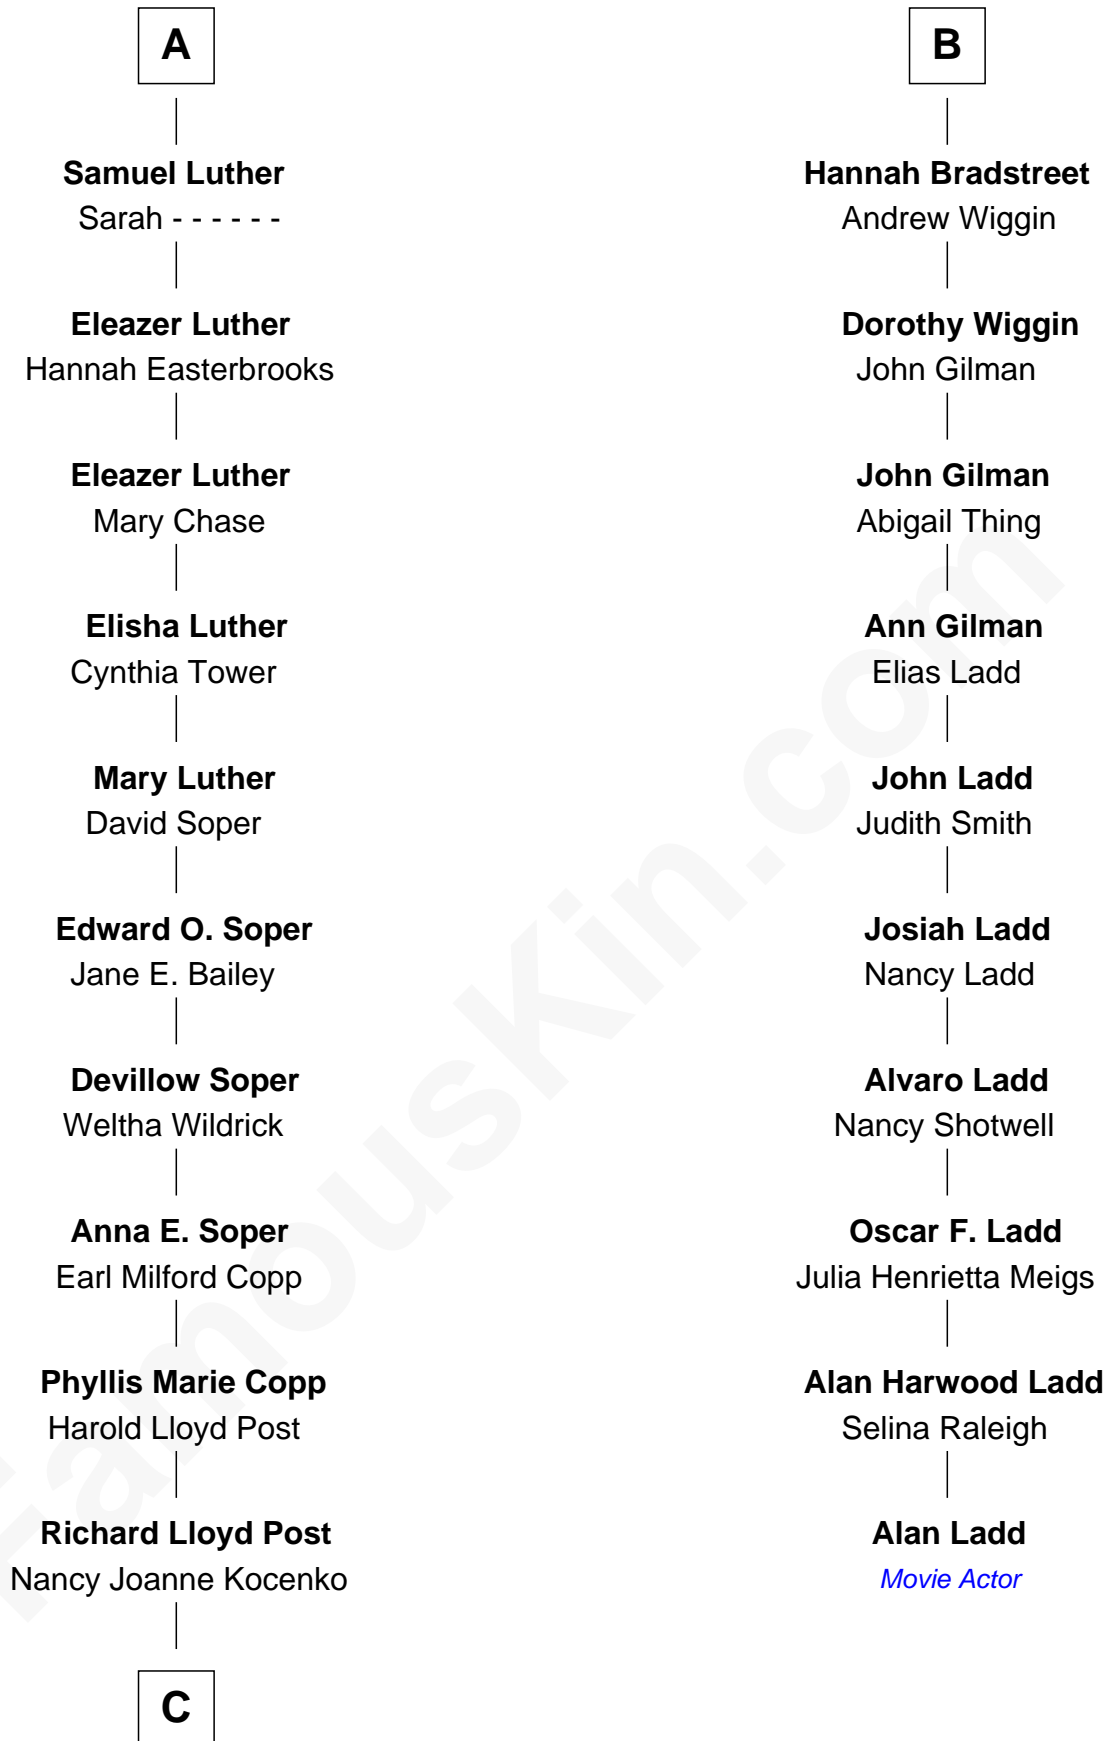 A
Samuel Luther
Sarah - - - - - -
Eleazer Luther
Hannah Easterbrooks
Eleazer Luther
Mary Chase
Elisha Luther
Cynthia Tower
Mary Luther
David Soper
Edward O. Soper
Jane E. Bailey
Devillow Soper
Weltha Wildrick
Anna E. Soper
Earl Milford Copp
Phyllis Marie Copp
Harold Lloyd Post
Richard Lloyd Post
Nancy Joanne Kocenko
C
B
Hannah Bradstreet
Andrew Wiggin
Dorothy Wiggin
John Gilman
John Gilman
Abigail Thing
Ann Gilman
Elias Ladd
John Ladd
Judith Smith
Josiah Ladd
Nancy Ladd
Alvaro Ladd
Nancy Shotwell
Oscar F. Ladd
Julia Henrietta Meigs
Alan Harwood Ladd
Selina Raleigh
Alan Ladd
Movie Actor
FamousKin.com